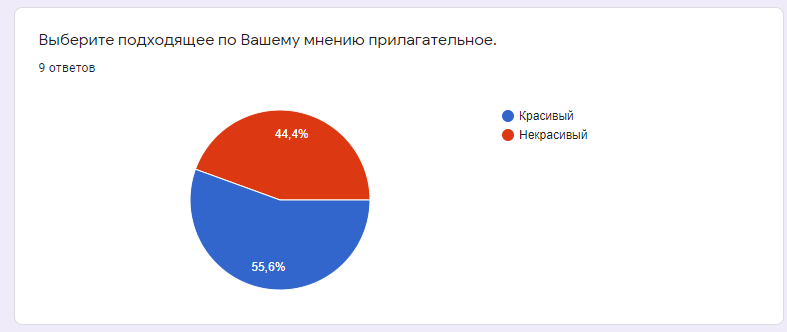 Выберите подходящее по Вашему мнению прилагательное.
9 ответов
44,4%
55,6%
Красивый
Некрасивый